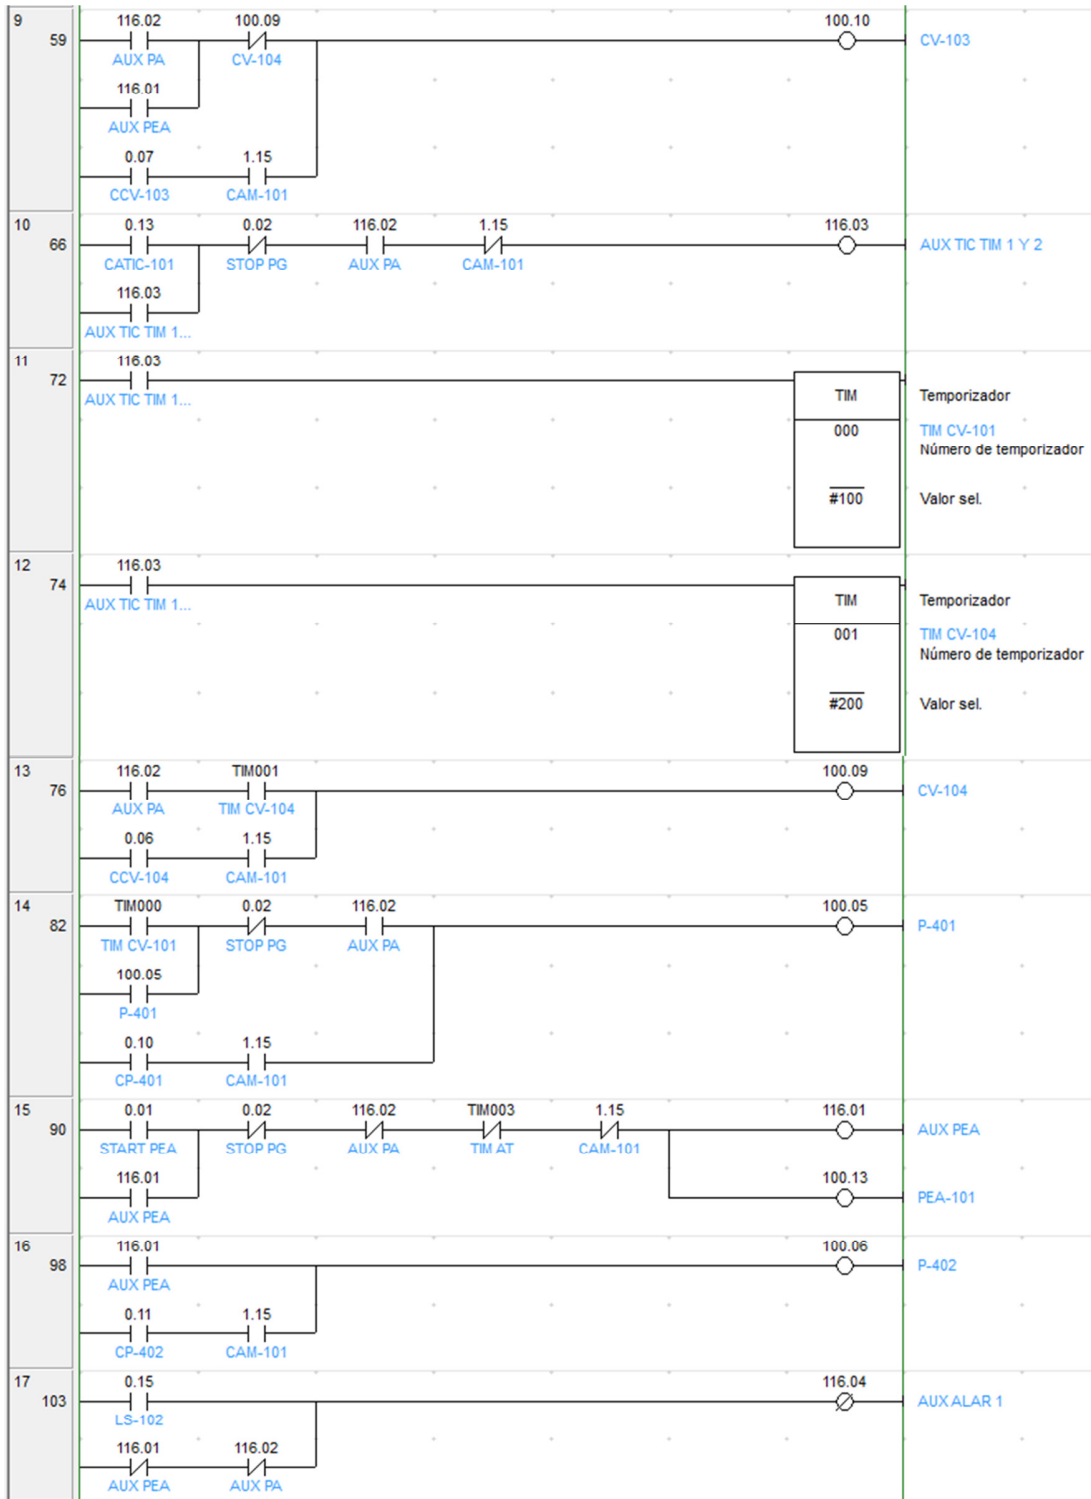 9 116.02 100.09 100.10
59 CV-103
AUX PA CV-104
116.01
AUX PEA
0.07 1.15
CCV-103 CAM-101
10 0.13 0.02 116.02 1.15 116.03
66 AUX TIC TIM 1 Y 2
CATIC-101 STOP PG AUX PA CAM-101
116.03
AUX TIC TIM 1...
11 116.03
72
AUX TIC TIM 1... TIM Temporizador
000 TIM CV-101
Número de temporizador
#100 Valor sel.
12 116.03
74
AUX TIC TIM 1... TIM Temporizador
001 TIM CV-104
Número de temporizador
#200 Valor sel.
13 116.02 TIM001 100.09
76 CV-104
AUX PA TIM CV-104
0.06 1.15
CCV-104 CAM-101
14 TIM000 0.02 116.02 100.05
82 P-401
TIM CV-101 STOP PG AUX PA
100.05
P-401
0.10 1.15
CP-401 CAM-101
15 0.01 0.02 116.02 TIM003 1.15 116.01
90 AUX PEA
START PEA STOP PG AUX PA TIM AT CAM-101
116.01 100.13
PEA-101
AUX PEA
16 116.01 100.06
98 P-402
AUX PEA
0.11 1.15
CP-402 CAM-101
17 0.15 116.04
103 AUX ALAR 1
LS-102
116.01 116.02
AUX PEA AUX PA